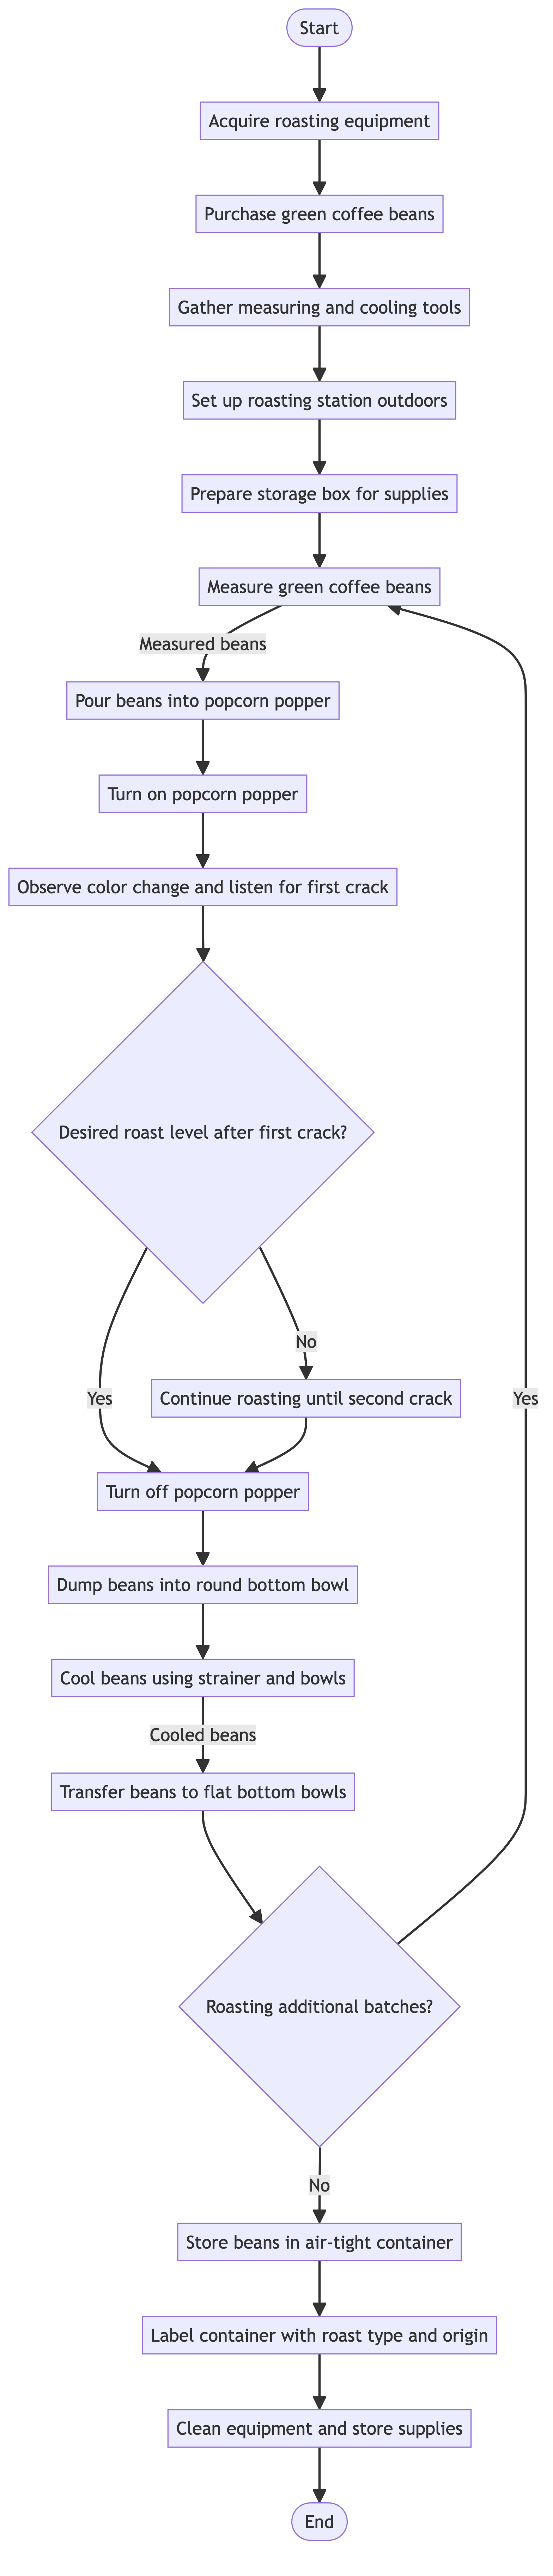 Start
Acquire roasting equipment
Purchase green coffee beans
Gather measuring and cooling tools
Set up roasting station outdoors
Prepare storage box for supplies
Measure green coffee beans
Measured beans
Pour beans into popcorn popper
Turn on popcorn popper
Observe color change and listen for first crack
Desired roast level after first crack?
No
Yes
Continue roasting until second crack
Yes
Turn off popcorn popper
Dump beans into round bottom bowl
Cool beans using strainer and bowls
Cooled beans
Transfer beans to flat bottom bowls
Roasting additional batches?
No
Store beans in air-tight container
Label container with roast type and origin
Clean equipment and store supplies
End